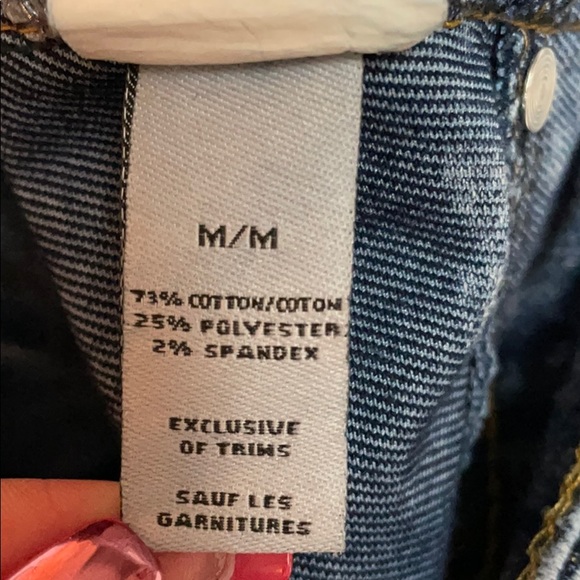 M/M
73% COTTON/COTON
25% POLYESTER
2% SPANDEX
EXCLUSIVE
OF TRIMS
SAUF LES
GARNITURES